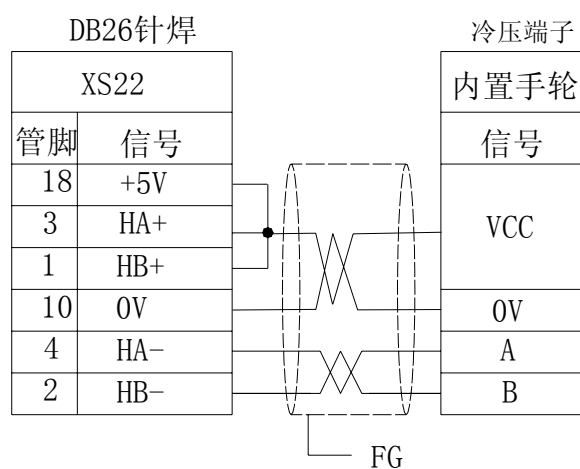 DB26针焊 冷压端子
XS22 内置手轮
管脚 信号 信号
18 +5V
3 HA+ VCC
1 HB+
10 0V 0V
4 HA- A
2 HB- B
FG